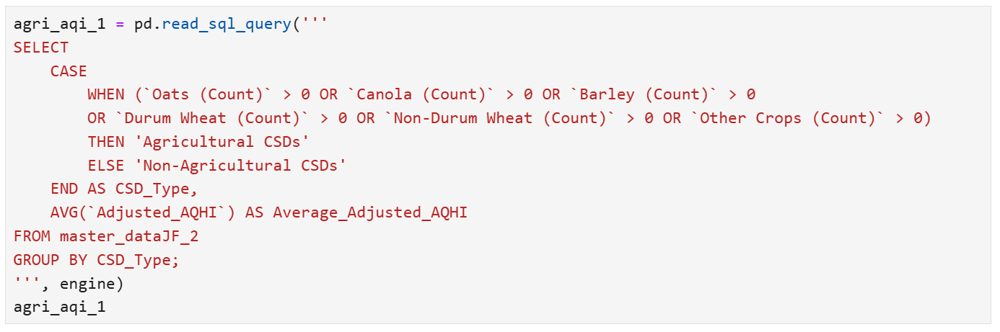 agri_aqi_1 = pd.read_sql_query('''
SELECT
    CASE
        WHEN (`Oats (Count)` > 0 OR `Canola (Count)` > 0 OR `Barley (Count)` > 0
        OR `Durum Wheat (Count)` > 0 OR `Non-Durum Wheat (Count)` > 0 OR `Other Crops (Count)` > 0)
        THEN 'Agricultural CSDs'
        ELSE 'Non-Agricultural CSDs'
    END AS CSD_Type,
    AVG(`Adjusted_AQHI`) AS Average_Adjusted_AQHI
FROM master_dataJF_2
GROUP BY CSD_Type;
''', engine)
agri_aqi_1